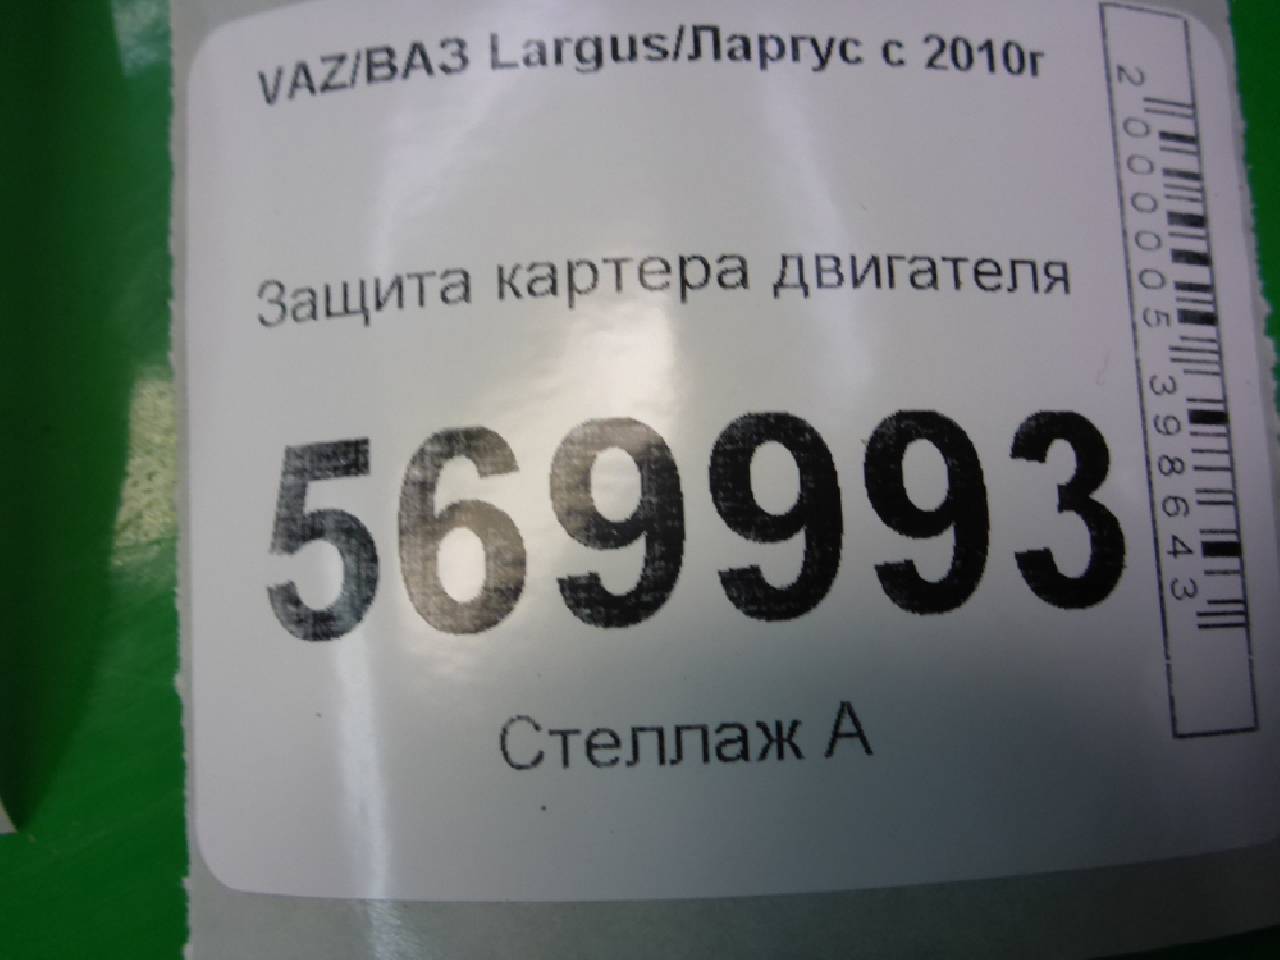 VAZ/ВАЗ Largus/Ларгус с 2010г
Защита картера двигателя
569993
Стеллаж А
2000005398643